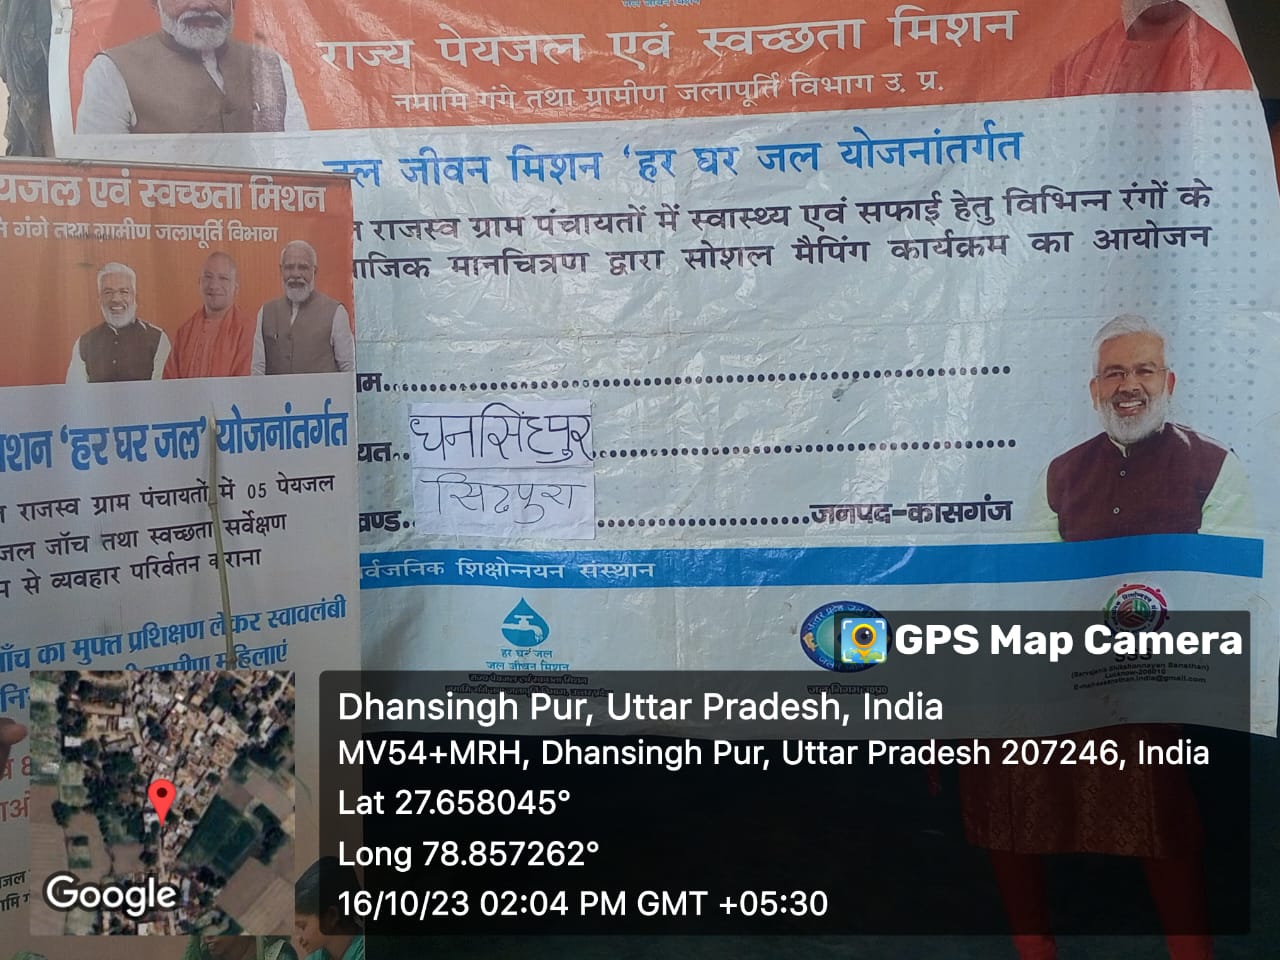 राज्य पेयजल एवं स्वच्छता मिशन
नमामि गंगे तथा ग्रामीण जलापूर्ति विभाग उ. प्र.
जीवन मिशन 'हर घर जल योजनांतर्गत
राजस्व ग्राम पंचायतों में स्वास्थ्य एवं सफाई हेतु विभिन्न रंगों के
मानचित्रण द्वारा सोशल मैपिंग कार्यक्रम का आयोजन
धनसिंहपुर
सिढपुरा
जनपद-कासगंज
शिक्षोन्नयन संस्थान
हर घर जल
जल जीवन मिशन
एवं स्वच्छता मिशन
गंगे तथा ग्रामीण जलापूर्ति विभाग
'हर घर जल' योजनांतर्गत
राजस्व ग्राम पंचायतों में 05 पेयजल
जल जाँच तथा स्वच्छता सर्वेक्षण
से व्यवहार परिवर्तन कराना
का मुफ्त प्रशिक्षण लेकर स्वावलंबी
GPS Map Camera
Dhansingh Pur, Uttar Pradesh, India
MV54+MRH, Dhansingh Pur, Uttar Pradesh 207246, India
Lat 27.658045°
Long 78.857262°
16/10/23 02:04 PM GMT +05:30
Google